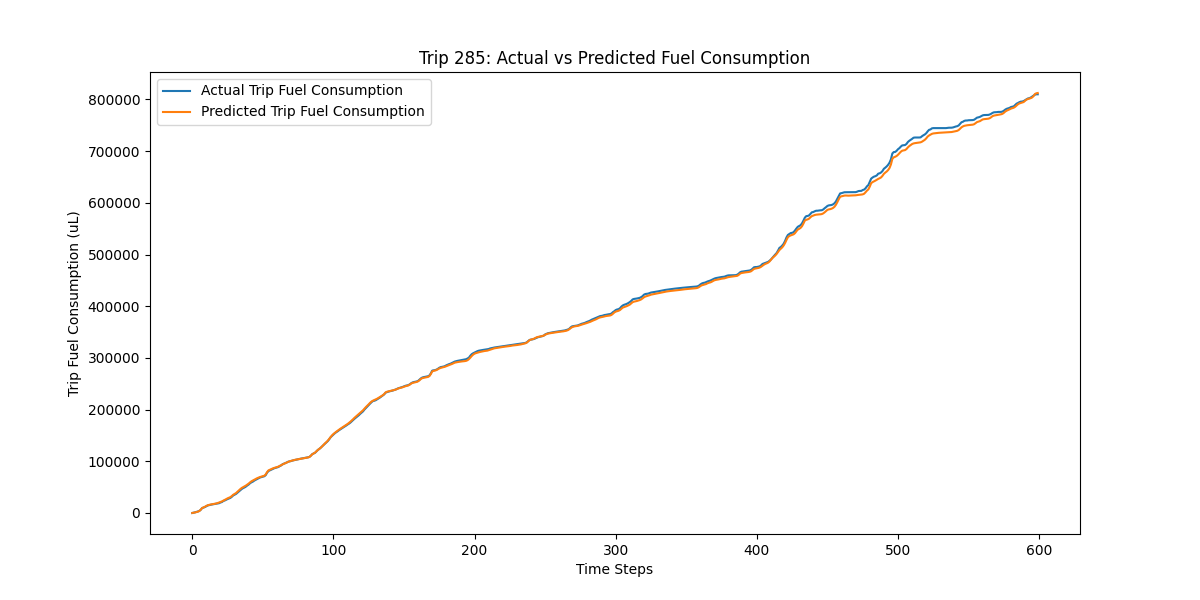 Trip 285: Actual vs Predicted Fuel Consumption
Actual Trip Fuel Consumption
Predicted Trip Fuel Consumption
Trip Fuel Consumption (uL)
800000
700000
600000
500000
400000
300000
200000
100000
0
0 100 200 300 400 500 600
Time Steps